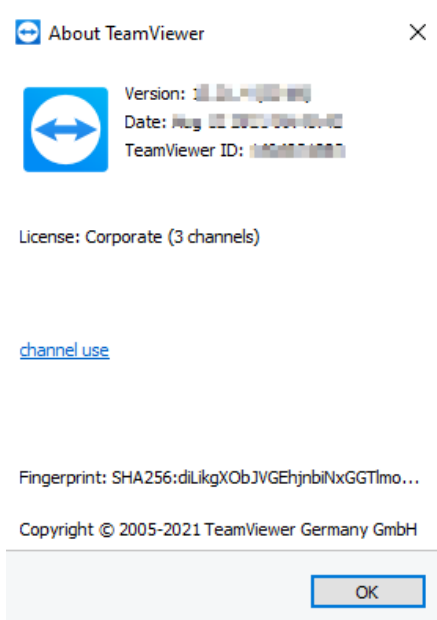 About TeamViewer
Version:
Date:
TeamViewer ID:
License: Corporate (3 channels)
channel use
Fingerprint: SHA256:diLikgXObJVGEhjnbiNxGGTlmo...
Copyright © 2005-2021 TeamViewer Germany GmbH
OK